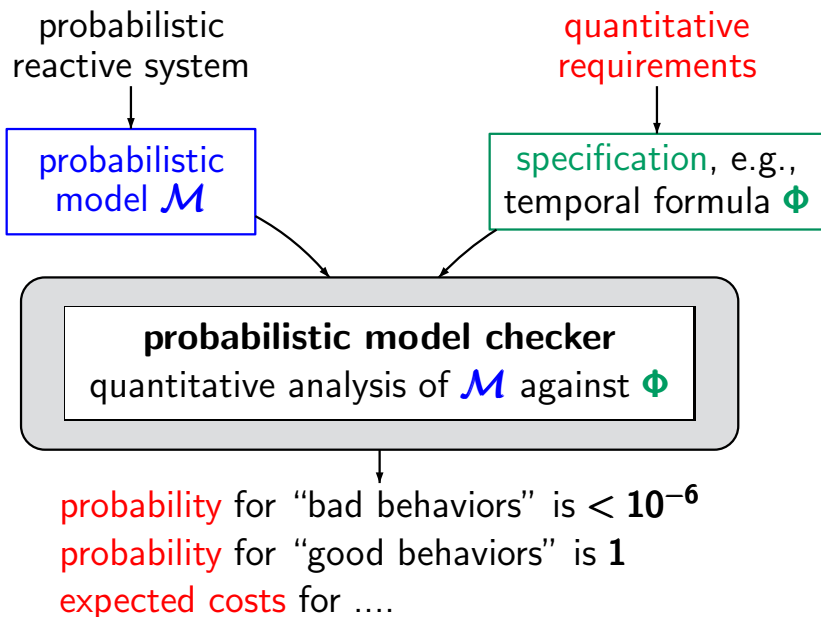 probabilistic
reactive system
quantitative
requirements
probabilistic
model 𝓜
specification, e.g.,
temporal formula Φ
probabilistic model checker
quantitative analysis of 𝓜 against Φ
probability for “bad behaviors” is < 10⁻⁶
probability for “good behaviors” is 1
expected costs for ....